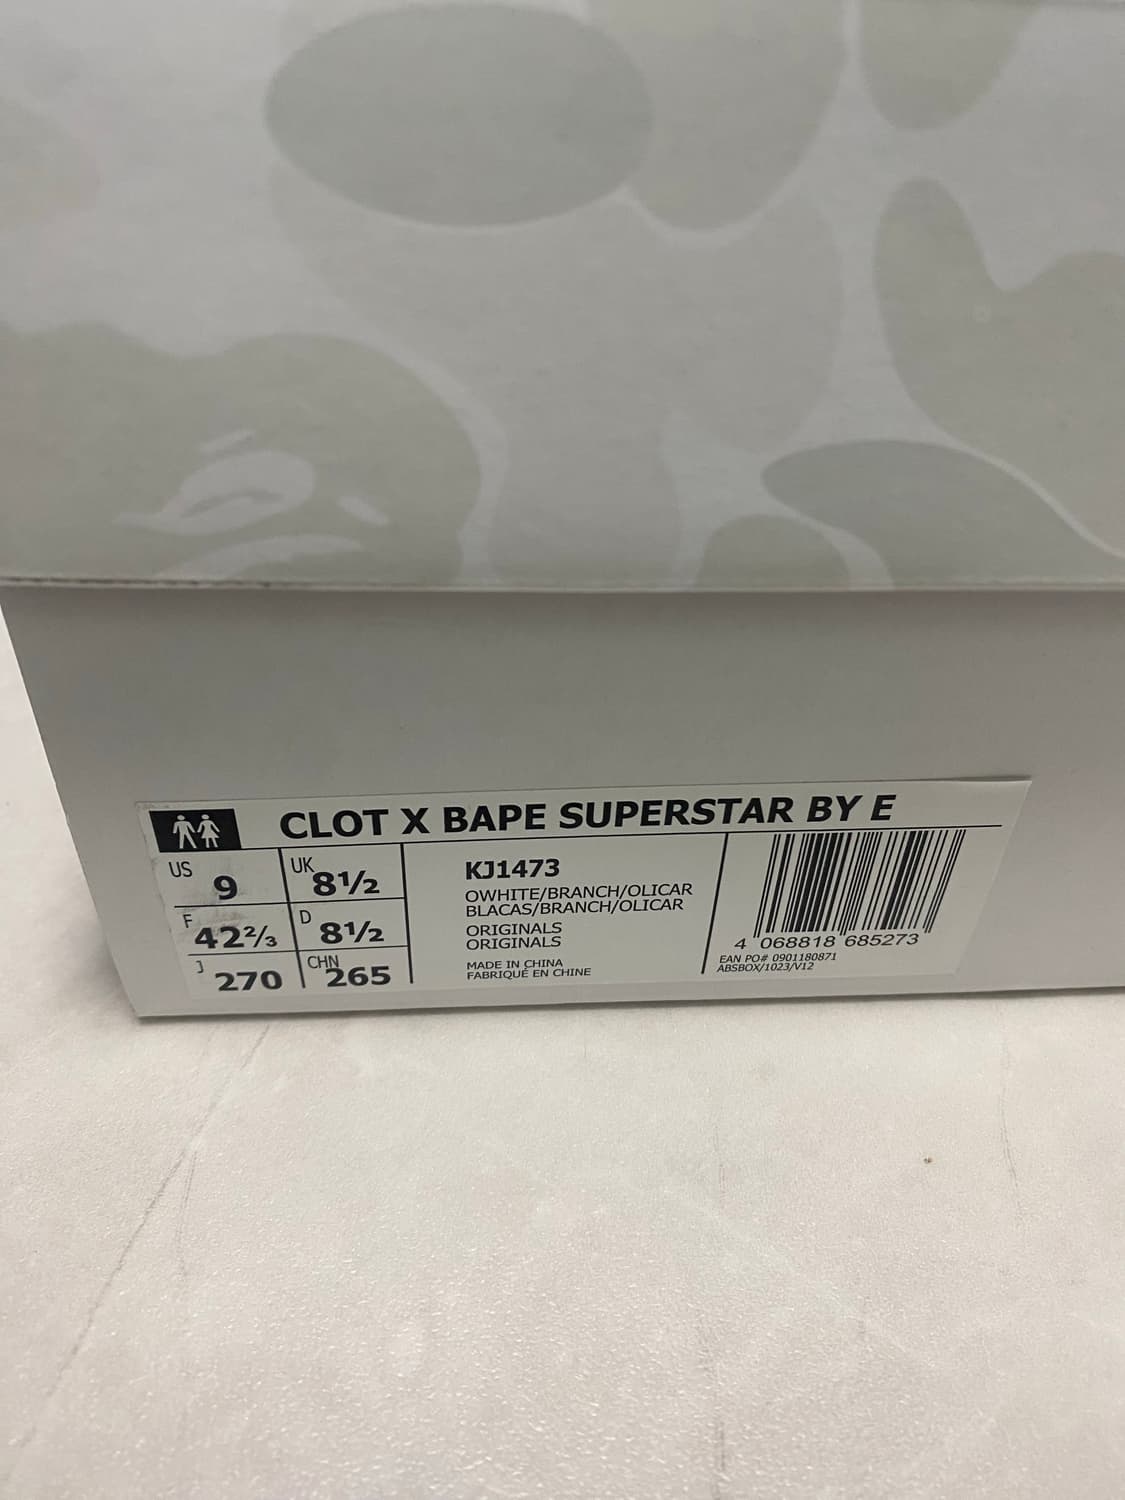 CLOT X BAPE SUPERSTAR BY E
US 9 UK 8½
F 42⅔ D 8½
J 270 CHN 265
KJ1473
OWHITE/BRANCH/OLICAR
BLACAS/BRANCH/OLICAR
ORIGINALS
ORIGINALS
MADE IN CHINA
FABRIQUÉ EN CHINE
4 068818 685273
EAN PO# 0901180871
ABSBOX/1023/V12